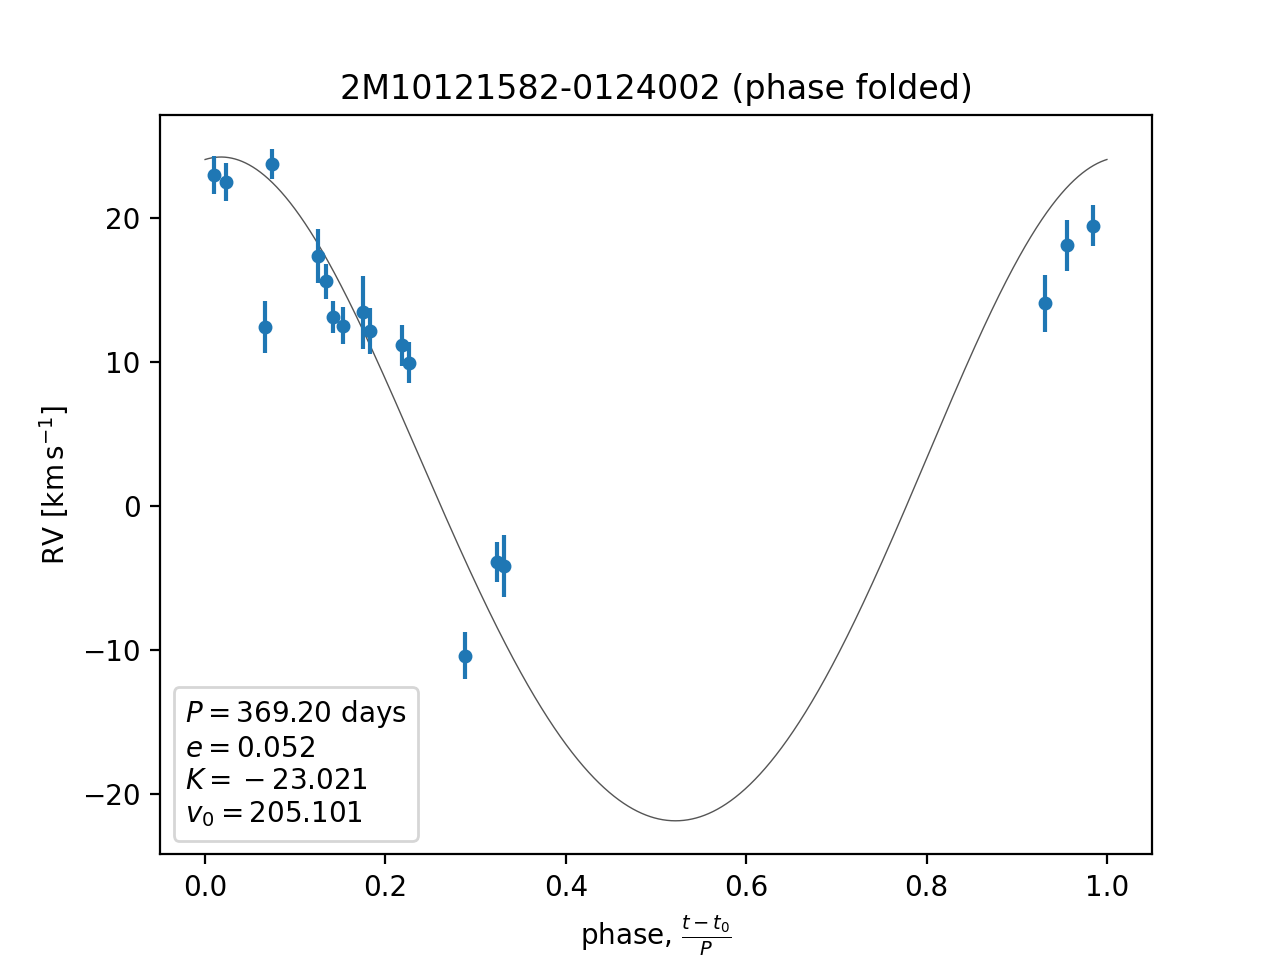 2M10121582-0124002 (phase folded)
20
10
0
−10
−20
RV [km s⁻¹]
P = 369.20 days
e = 0.052
K = −23.021
v₀ = 205.101
0.0 0.2 0.4 0.6 0.8 1.0
phase, (t − t₀)/P